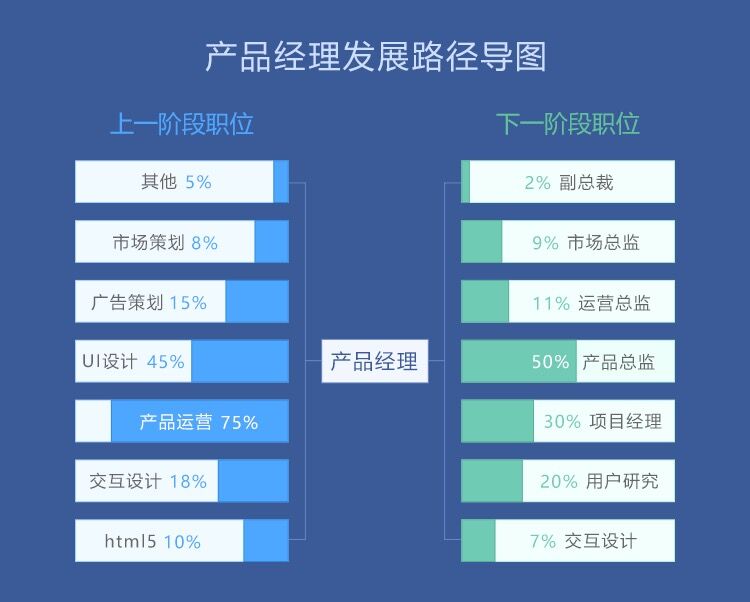 产品经理发展路径导图
上一阶段职位
其他 5%
市场策划 8%
广告策划 15%
UI设计 45%
产品运营 75%
交互设计 18%
html5 10%
产品经理
下一阶段职位
2% 副总裁
9% 市场总监
11% 运营总监
50% 产品总监
30% 项目经理
20% 用户研究
7% 交互设计